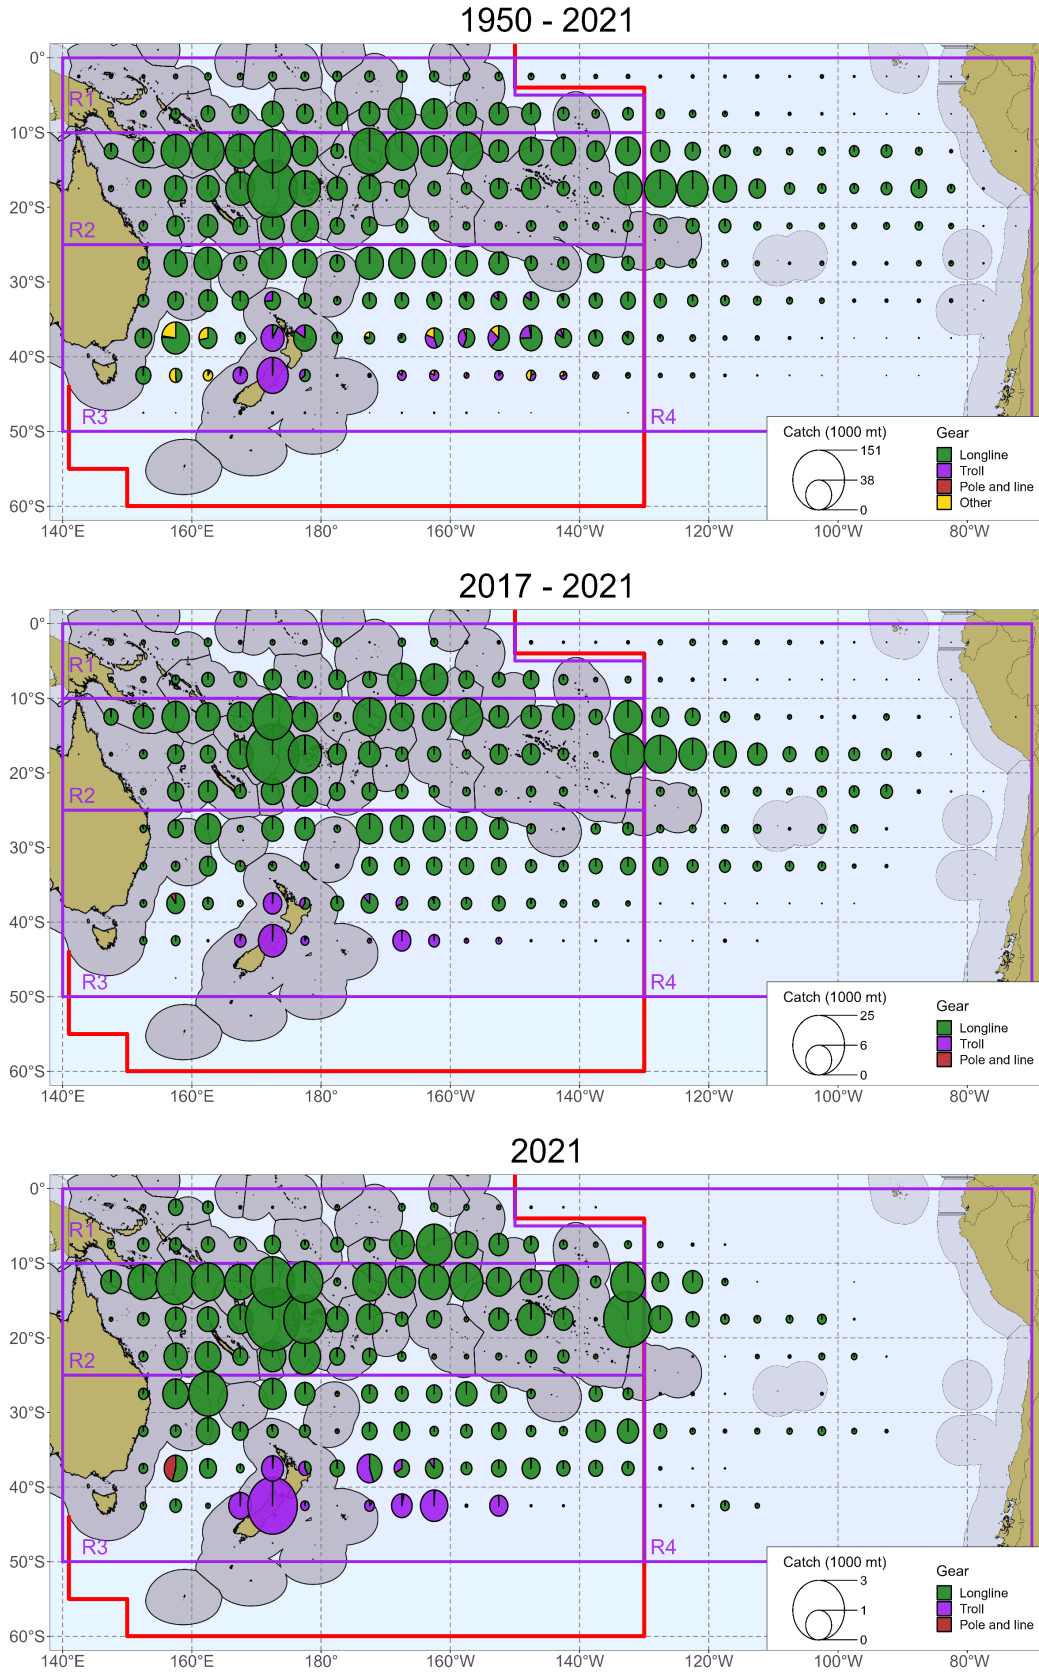 1950 - 2021
0°
10°S
20°S
30°S
40°S
50°S
60°S
R1
R2
R3
R4
Catch (1000 mt)
151
38
0
Gear
Longline
Troll
Pole and line
Other
140°E 160°E 180° 160°W 140°W 120°W 100°W 80°W
2017 - 2021
0°
10°S
20°S
30°S
40°S
50°S
60°S
R1
R2
R3
R4
Catch (1000 mt)
25
6
0
Gear
Longline
Troll
Pole and line
140°E 160°E 180° 160°W 140°W 120°W 100°W 80°W
2021
0°
10°S
20°S
30°S
40°S
50°S
60°S
R1
R2
R3
R4
Catch (1000 mt)
3
1
0
Gear
Longline
Troll
Pole and line
140°E 160°E 180° 160°W 140°W 120°W 100°W 80°W